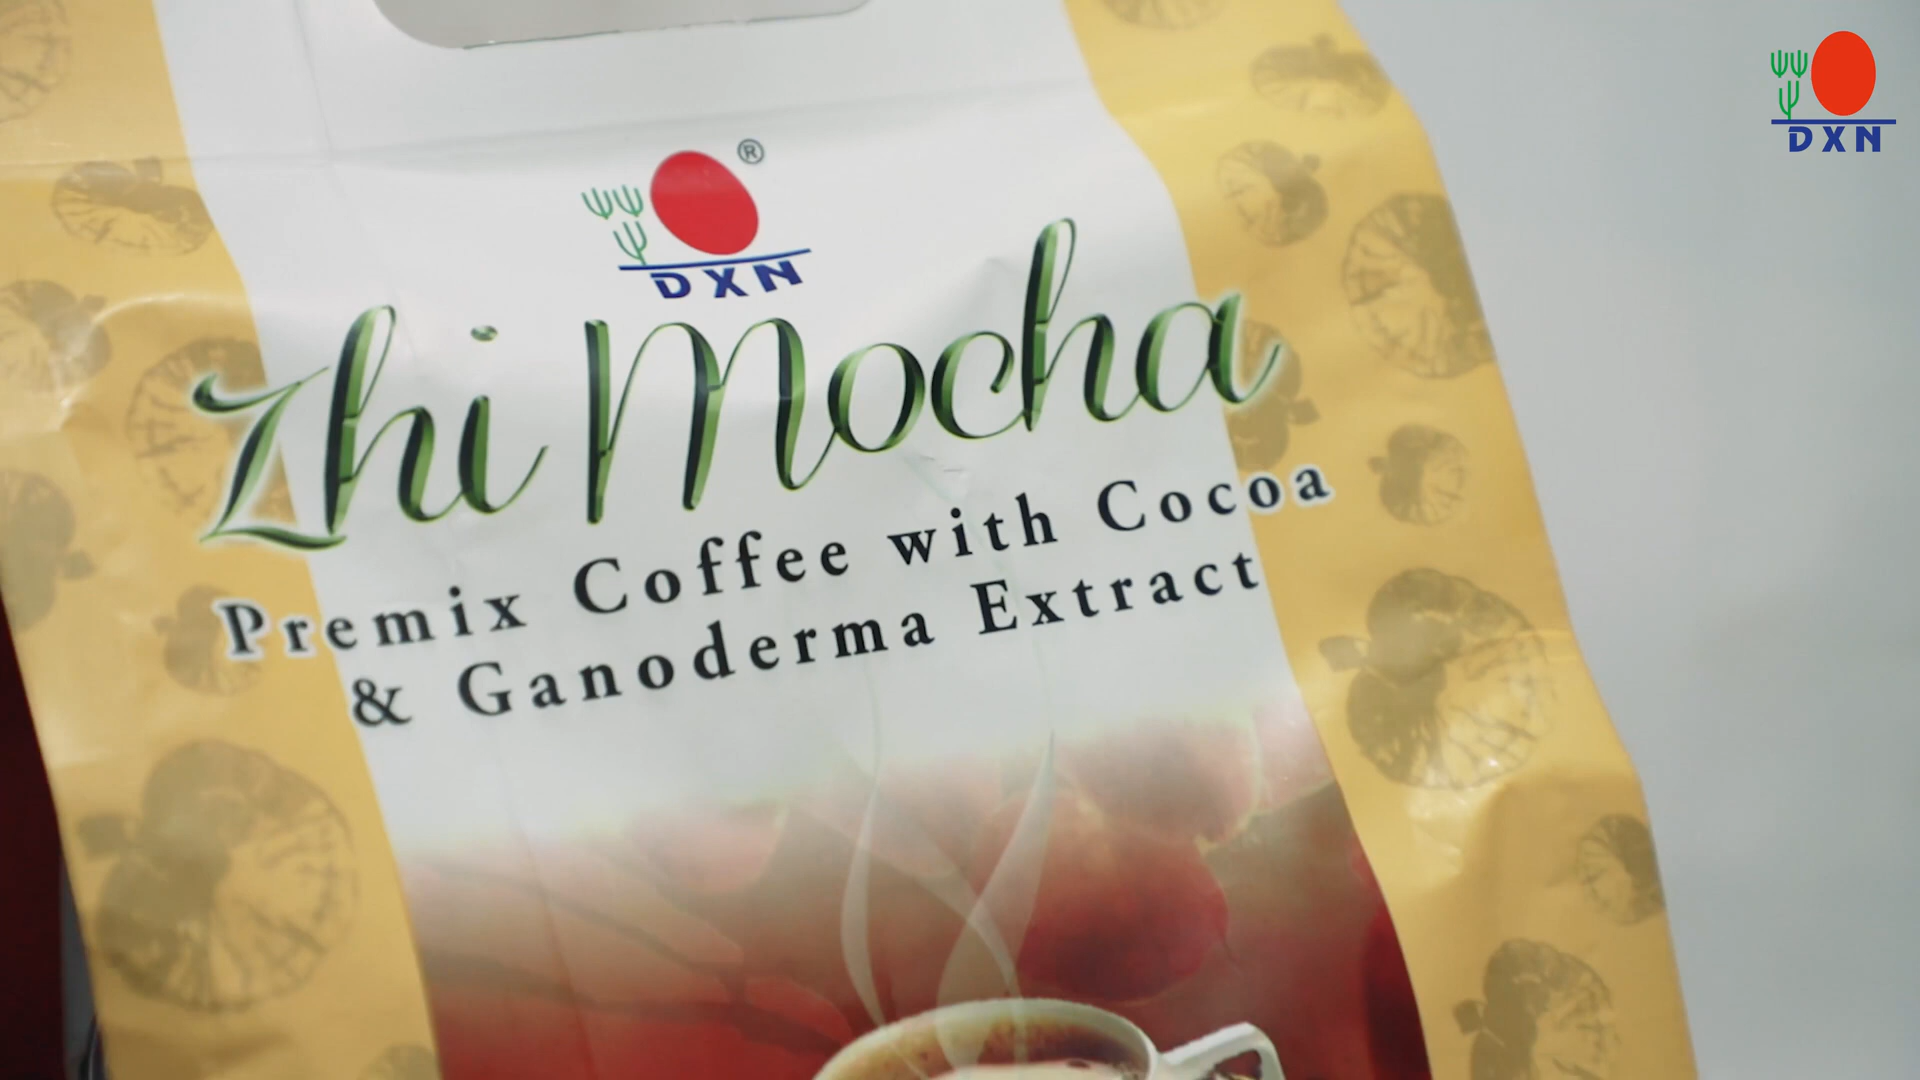 DXN
®
DXN
Zhi Mocha
Premix Coffee with Cocoa
& Ganoderma Extract